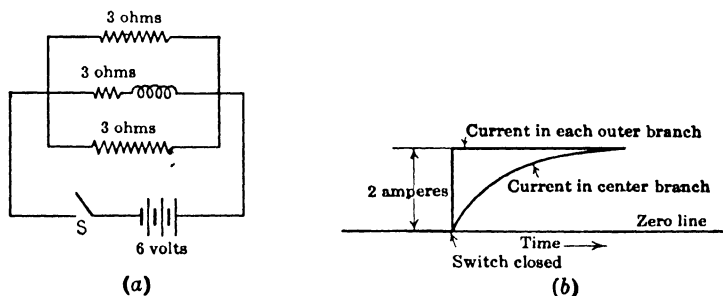 3 ohms
3 ohms
3 ohms
S
6 volts
(a)
Current in each outer branch
2 amperes
Current in center branch
Zero line
Time
Switch closed
(b)